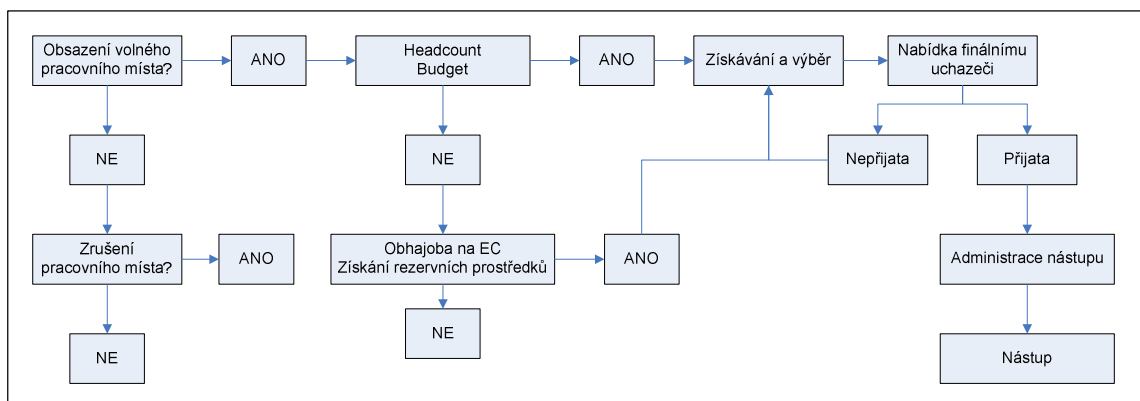 Obsazení volného
pracovního místa?
ANO
Headcount
Budget
ANO
Získávání a výběr
Nabídka finálnímu
uchazeči
NE
NE
Nepřijata
Přijata
Zrušení
pracovního místa?
ANO
Obhajoba na EC
Získání rezervních prostředků
ANO
Administrace nástupu
NE
NE
Nástup